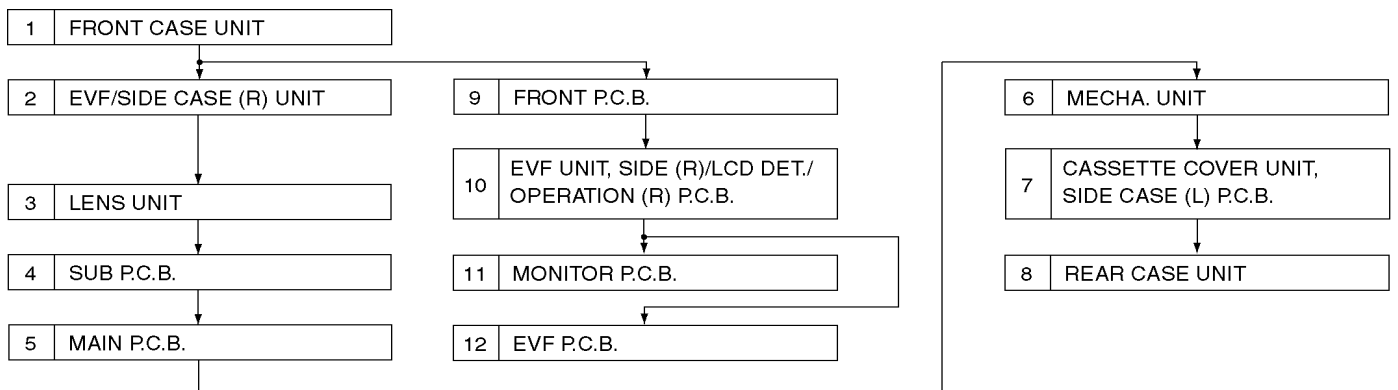 1 FRONT CASE UNIT
2 EVF/SIDE CASE (R) UNIT
3 LENS UNIT
4 SUB P.C.B.
5 MAIN P.C.B.
9 FRONT P.C.B.
10 EVF UNIT, SIDE (R)/LCD DET./
OPERATION (R) P.C.B.
11 MONITOR P.C.B.
12 EVF P.C.B.
6 MECHA. UNIT
7 CASSETTE COVER UNIT,
SIDE CASE (L) P.C.B.
8 REAR CASE UNIT